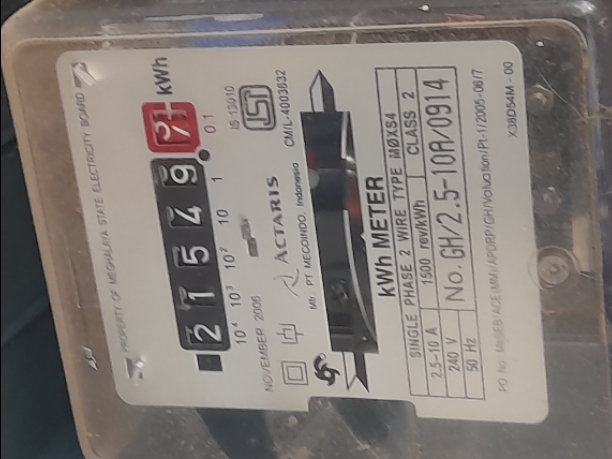 PROPERTY OF MEGHALAYA STATE ELECTRICITY BOARD
2 1 5 4 9 kWh
10⁴ 10³ 10² 10 1 0.1
NOVEMBER 2006
IS 13010
ACTARIS
Mfr PT MECOINDO, Indonesia
CM/L-4003632
kWh METER
SINGLE PHASE 2 WIRE TYPE MØXS4
2.5-10 A 1500 rev/kWh CLASS 2
240 V
50 Hz
No. GH/2.5-10A/0914
X38D54M - 00